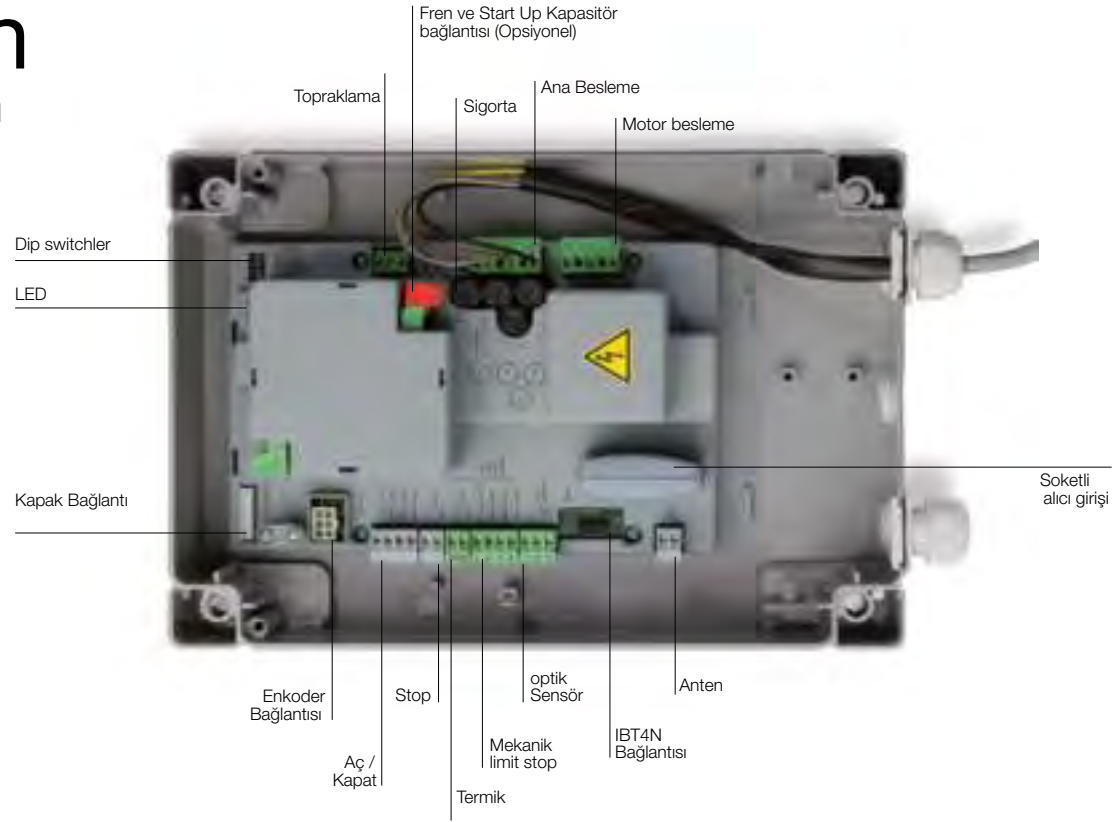 n
Fren ve Start Up Kapasitör
bağlantısı (Opsiyonel)
Topraklama
Sigorta
Ana Besleme
Motor besleme
Dip switchler
LED
Kapak Bağlantı
Soketli
alıcı girişi
Enkoder
Bağlantısı
Aç /
Kapat
Stop
Termik
Mekanik
limit stop
optik
Sensör
IBT4N
Bağlantısı
Anten